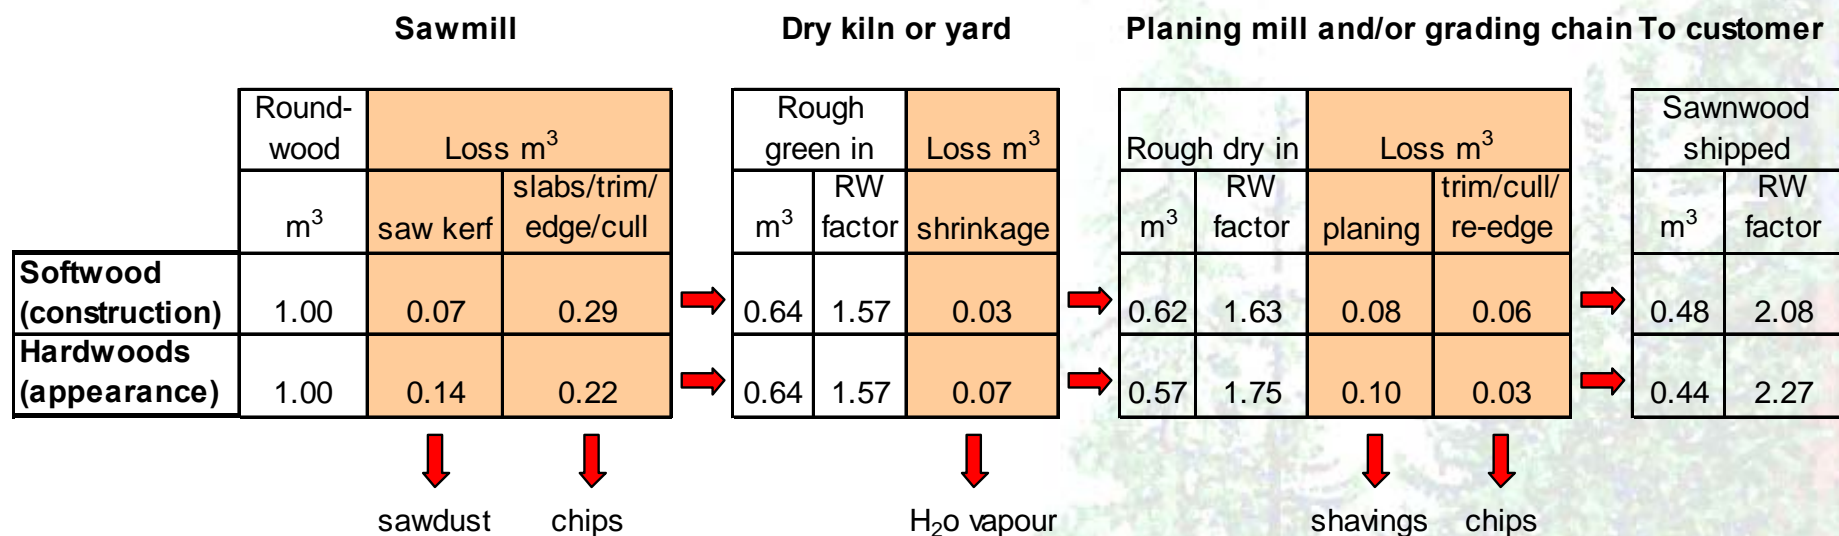 Sawmill Dry kiln or yard Planing mill and/or grading chain To customer
Round- Rough Sawnwood
wood Loss m³ green in Loss m³ Rough dry in Loss m³ shipped
slabs/trim/ RW RW trim/cull/ RW
m³ saw kerf edge/cull m³ factor shrinkage m³ factor planing re-edge m³ factor
Softwood
(construction) 1.00 0.07 0.29 0.64 1.57 0.03 0.62 1.63 0.08 0.06 0.48 2.08
Hardwoods
(appearance) 1.00 0.14 0.22 0.64 1.57 0.07 0.57 1.75 0.10 0.03 0.44 2.27
sawdust chips H₂o vapour shavings chips